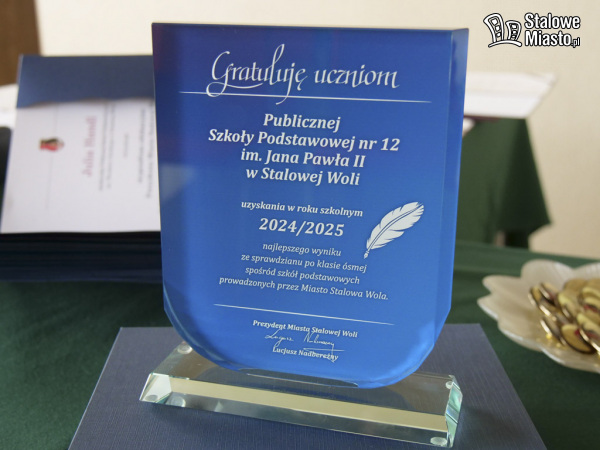 Stalowe
Miasto.pl
Gratuluję uczniom
Publicznej
Szkoły Podstawowej nr 12
im. Jana Pawła II
w Stalowej Woli
uzyskania w roku szkolnym
2024/2025
najlepszego wyniku
ze sprawdzianu po klasie ósmej
spośród szkół podstawowych
prowadzonych przez Miasto Stalowa Wola.
Prezydent Miasta Stalowej Woli
Lucjusz Nadbereżny